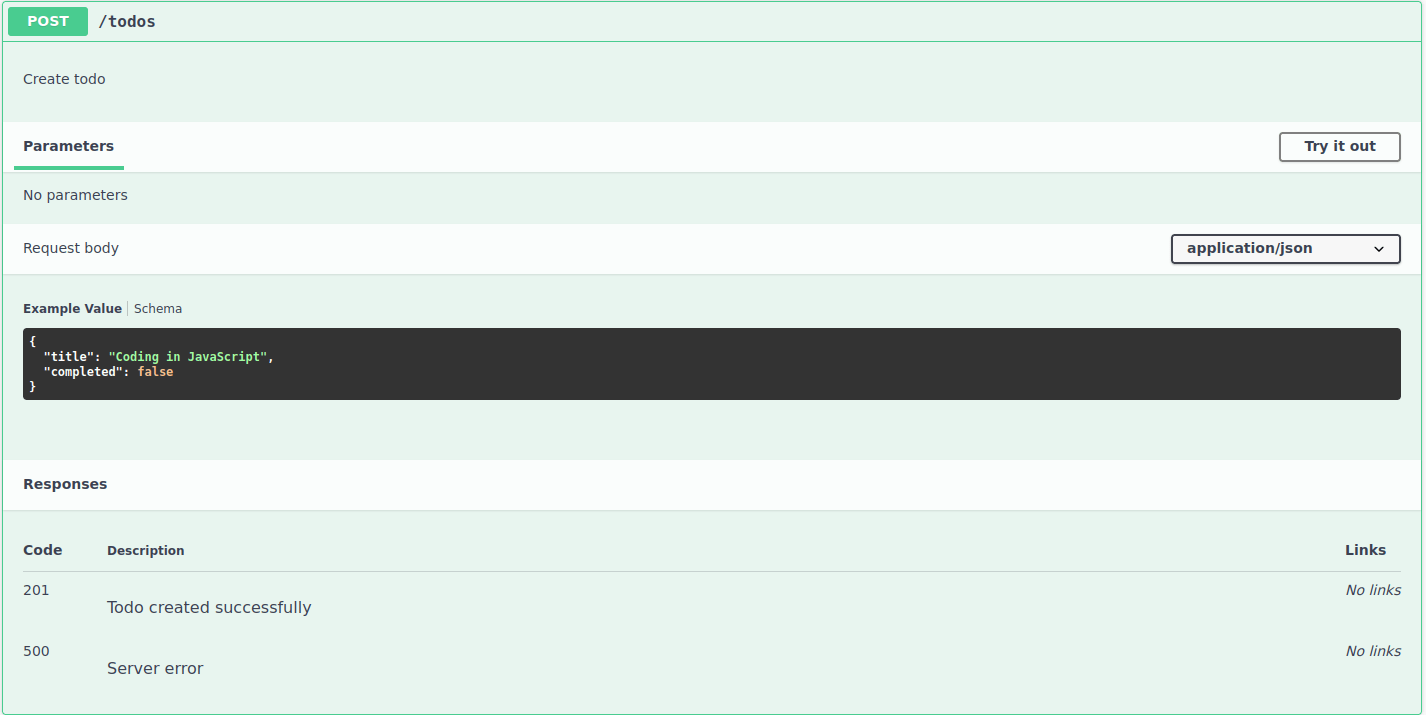 POST /todos
Create todo
Parameters Try it out
No parameters
Request body application/json
Example Value Schema
{
  "title": "Coding in JavaScript",
  "completed": false
}
Responses
Code Description Links
201 No links
Todo created successfully
500 No links
Server error